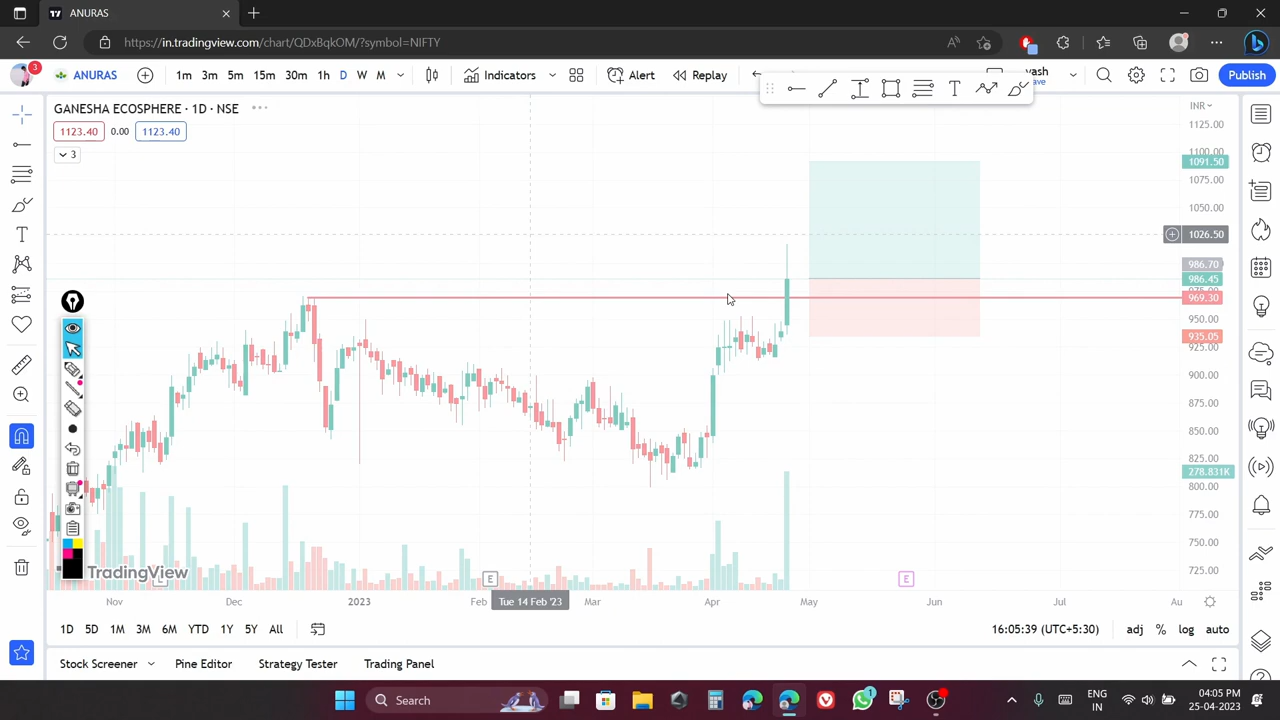 ANURAS
https://in.tradingview.com/chart/QDxBqkOM/?symbol=NIFTY
3
ANURAS
1m 3m 5m 15m 30m 1h D W M
Indicators
Alert
Replay
yash
Publish
GANESHA ECOSPHERE · 1D · NSE
1123.40 0.00 1123.40
3
INR
1125.00
1100.00
1091.50
1075.00
1050.00
1026.50
986.70
986.45
969.30
950.00
935.05
925.00
900.00
875.00
850.00
825.00
278.831K
800.00
775.00
750.00
725.00
TradingView
E
E
Nov Dec 2023 Feb Tue 14 Feb '23 Mar Apr May Jun Jul Au
1D 5D 1M 3M 6M YTD 1Y 5Y All
16:05:39 (UTC+5:30)
adj % log auto
Stock Screener Pine Editor Strategy Tester Trading Panel
Search
1
ENG
IN
04:05 PM
25-04-2023